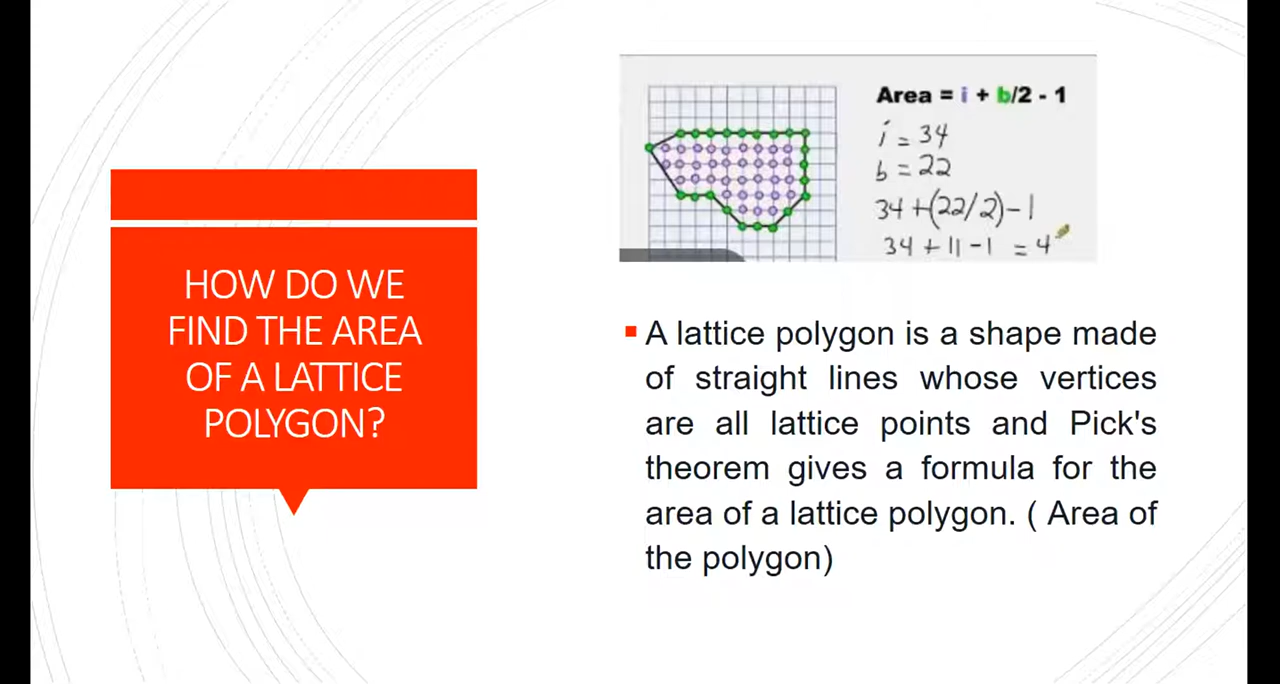 HOW DO WE
FIND THE AREA
OF A LATTICE
POLYGON?
Area = i + b/2 - 1
i = 34
b = 22
34 + (22/2) - 1
34 + 11 - 1 = 4
▪ A lattice polygon is a shape made
of straight lines whose vertices
are all lattice points and Pick's
theorem gives a formula for the
area of a lattice polygon. ( Area of
the polygon)